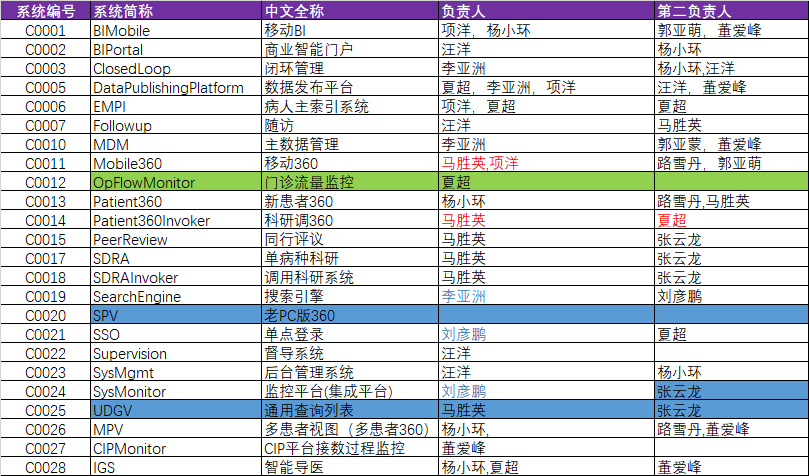 系统编号 系统简称 中文全称 负责人 第二负责人
C0001 BIMobile 移动BI 项洋，杨小环 郭亚萌，董爱峰
C0002 BIPortal 商业智能门户 汪洋 杨小环
C0003 ClosedLoop 闭环管理 李亚洲 杨小环,汪洋
C0005 DataPublishingPlatform 数据发布平台 夏超，李亚洲，项洋 汪洋，董爱峰
C0006 EMPI 病人主索引系统 项洋，夏超 夏超
C0007 Followup 随访 汪洋 马胜英
C0010 MDM 主数据管理 李亚洲 郭亚蒙，董爱峰
C0011 Mobile360 移动360 马胜英,项洋 路雪丹，郭亚萌
C0012 OpFlowMonitor 门诊流量监控 夏超
C0013 Patient360 新患者360 杨小环 路雪丹,马胜英
C0014 Patient360Invoker 科研调360 马胜英 夏超
C0015 PeerReview 同行评议 马胜英 张云龙
C0017 SDRA 单病种科研 马胜英 张云龙
C0018 SDRAInvoker 调用科研系统 马胜英 张云龙
C0019 SearchEngine 搜索引擎 李亚洲 刘彦鹏
C0020 SPV 老PC版360
C0021 SSO 单点登录 刘彦鹏 夏超
C0022 Supervision 督导系统 汪洋
C0023 SysMgmt 后台管理系统 汪洋 杨小环
C0024 SysMonitor 监控平台(集成平台) 刘彦鹏 张云龙
C0025 UDGV 通用查询列表 马胜英 张云龙
C0026 MPV 多患者视图（多患者360） 杨小环, 路雪丹,董爱峰
C0027 CIPMonitor CIP平台接数过程监控 董爱峰
C0028 IGS 智能导医 杨小环,夏超 董爱峰